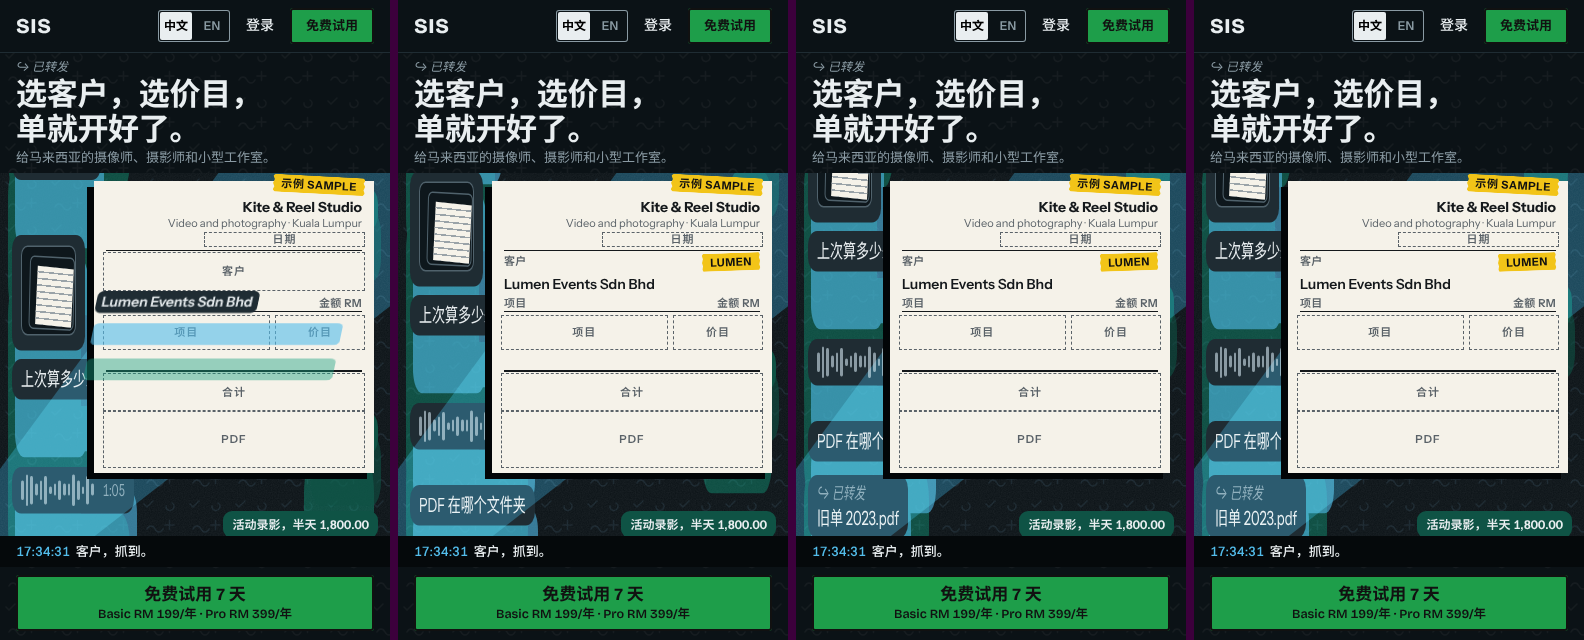 SIS 中文 EN 登录 免费试用
↪ 已转发
选客户，选价目，
单就开好了。
给马来西亚的摄像师、摄影师和小型工作室。
示例 SAMPLE
Kite & Reel Studio
Video and photography · Kuala Lumpur
日期
客户
Lumen Events Sdn Bhd
金额 RM
项目 价目
上次算多少
合计
PDF
1:05
活动录影，半天 1,800.00
17:34:31 客户，抓到。
免费试用 7 天
Basic RM 199/年 · Pro RM 399/年
SIS 中文 EN 登录 免费试用
↪ 已转发
选客户，选价目，
单就开好了。
给马来西亚的摄像师、摄影师和小型工作室。
示例 SAMPLE
Kite & Reel Studio
Video and photography · Kuala Lumpur
日期
客户 LUMEN
Lumen Events Sdn Bhd
项目 金额 RM
上次算多少
项目 价目
合计
PDF
PDF 在哪个文件夹
活动录影，半天 1,800.00
17:34:31 客户，抓到。
免费试用 7 天
Basic RM 199/年 · Pro RM 399/年
SIS 中文 EN 登录 免费试用
↪ 已转发
选客户，选价目，
单就开好了。
给马来西亚的摄像师、摄影师和小型工作室。
示例 SAMPLE
Kite & Reel Studio
Video and photography · Kuala Lumpur
日期
上次算多少
客户 LUMEN
Lumen Events Sdn Bhd
项目 金额 RM
项目 价目
合计
PDF 在哪个
PDF
↪ 已转发
旧单 2023.pdf
活动录影，半天 1,800.00
17:34:31 客户，抓到。
免费试用 7 天
Basic RM 199/年 · Pro RM 399/年
SIS 中文 EN 登录 免费试用
↪ 已转发
选客户，选价目，
单就开好了。
给马来西亚的摄像师、摄影师和小型工作室。
示例 SAMPLE
Kite & Reel Studio
Video and photography · Kuala Lumpur
日期
上次算多少
客户 LUMEN
Lumen Events Sdn Bhd
项目 金额 RM
项目 价目
合计
PDF 在哪个
PDF
↪ 已转发
旧单 2023.pdf
活动录影，半天 1,800.00
17:34:31 客户，抓到。
免费试用 7 天
Basic RM 199/年 · Pro RM 399/年